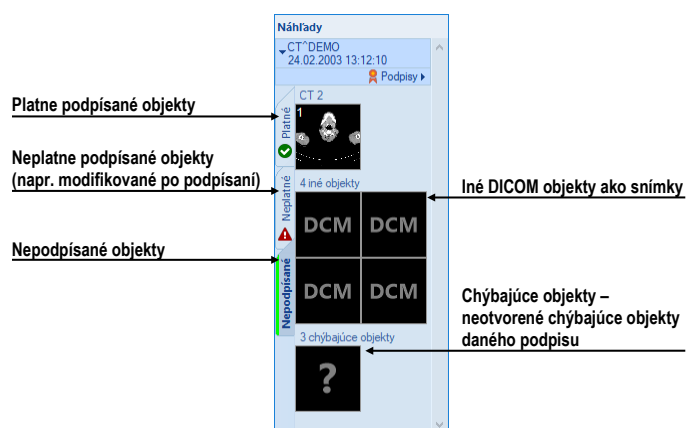 Náhľady
CT^DEMO
24.02.2003 13:12:10
Podpisy
CT 2
1
Platné
Neplatné
Nepodpísané
4 iné objekty
DCM DCM
DCM DCM
3 chýbajúce objekty
?
Platne podpísané objekty
Neplatne podpísané objekty
(napr. modifikované po podpísaní)
Nepodpísané objekty
Iné DICOM objekty ako snímky
Chýbajúce objekty –
neotvorené chýbajúce objekty
daného podpisu